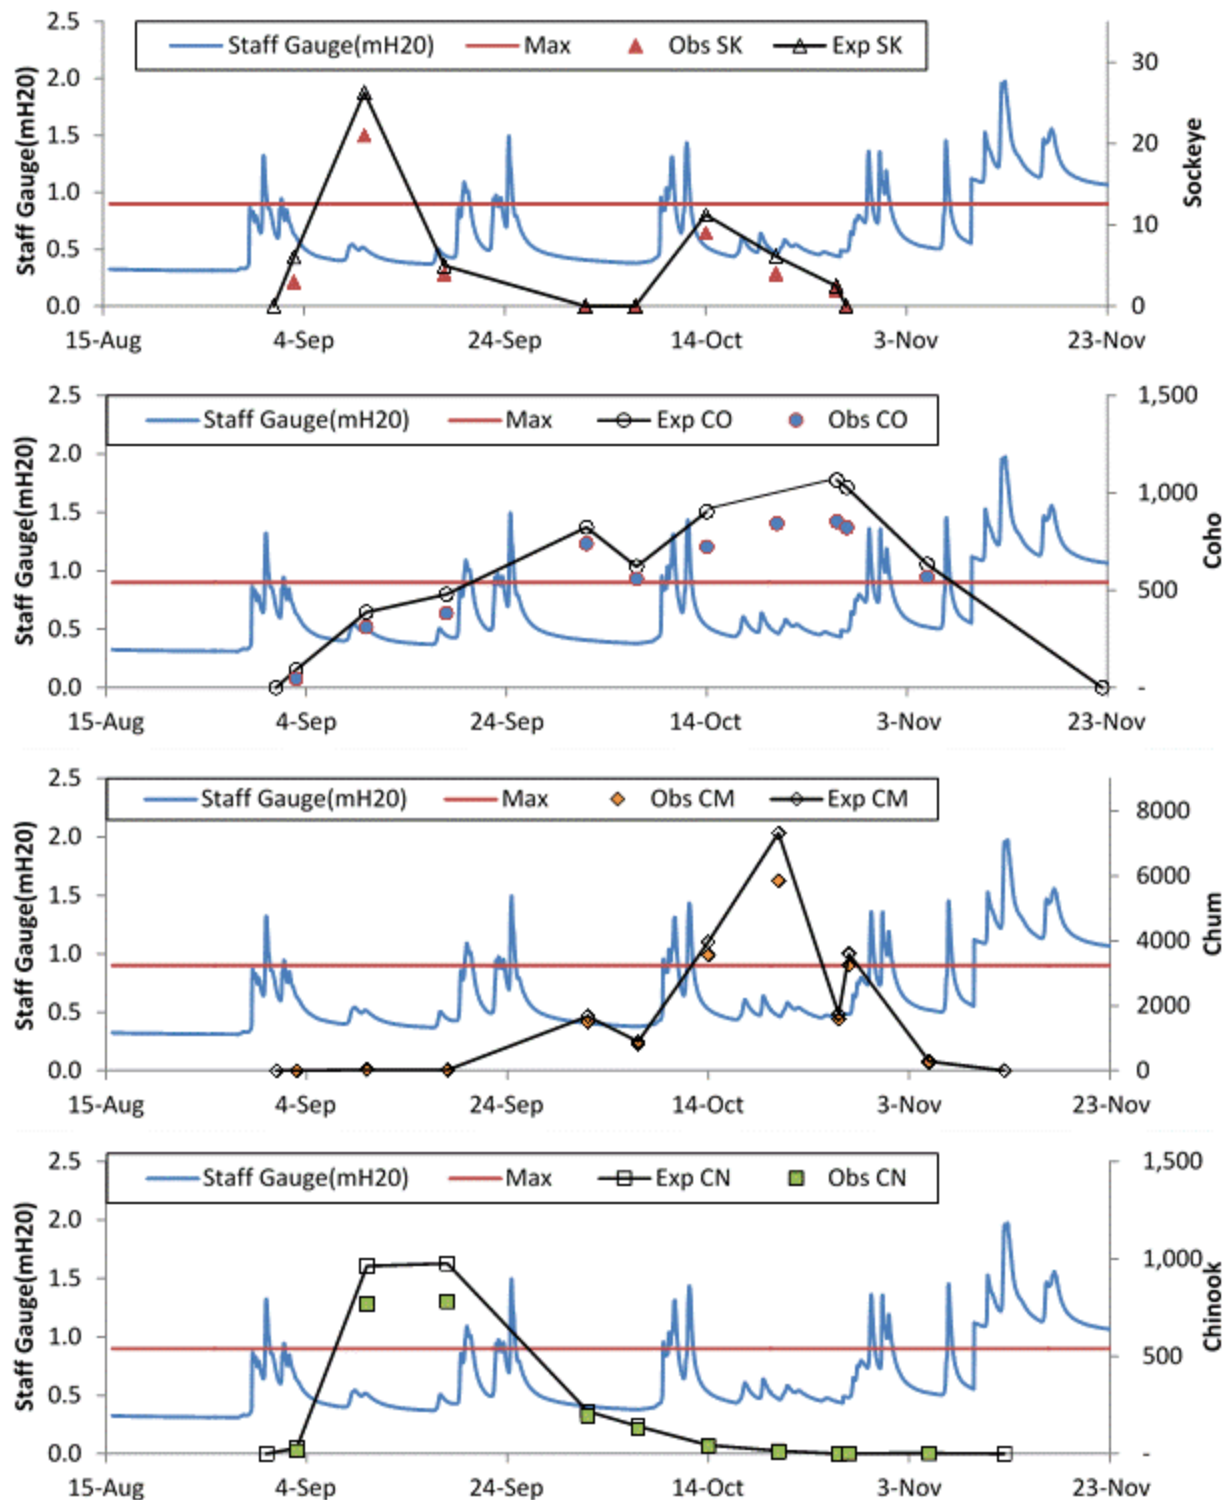 Staff Gauge(mH20) Max Obs SK Exp SK
2.5
2.0
1.5
1.0
0.5
0.0
Staff Gauge(mH20)
30
20
10
0
Sockeye
15-Aug 4-Sep 24-Sep 14-Oct 3-Nov 23-Nov
Staff Gauge(mH20) Max Exp CO Obs CO
2.5
2.0
1.5
1.0
0.5
0.0
Staff Gauge(mH20)
1,500
1,000
500
-
Coho
15-Aug 4-Sep 24-Sep 14-Oct 3-Nov 23-Nov
Staff Gauge(mH20) Max Obs CM Exp CM
2.5
2.0
1.5
1.0
0.5
0.0
Staff Gauge(mH20)
8000
6000
4000
2000
0
Chum
15-Aug 4-Sep 24-Sep 14-Oct 3-Nov 23-Nov
Staff Gauge(mH20) Max Exp CN Obs CN
2.5
2.0
1.5
1.0
0.5
0.0
Staff Gauge(mH20)
1,500
1,000
500
-
Chinook
15-Aug 4-Sep 24-Sep 14-Oct 3-Nov 23-Nov